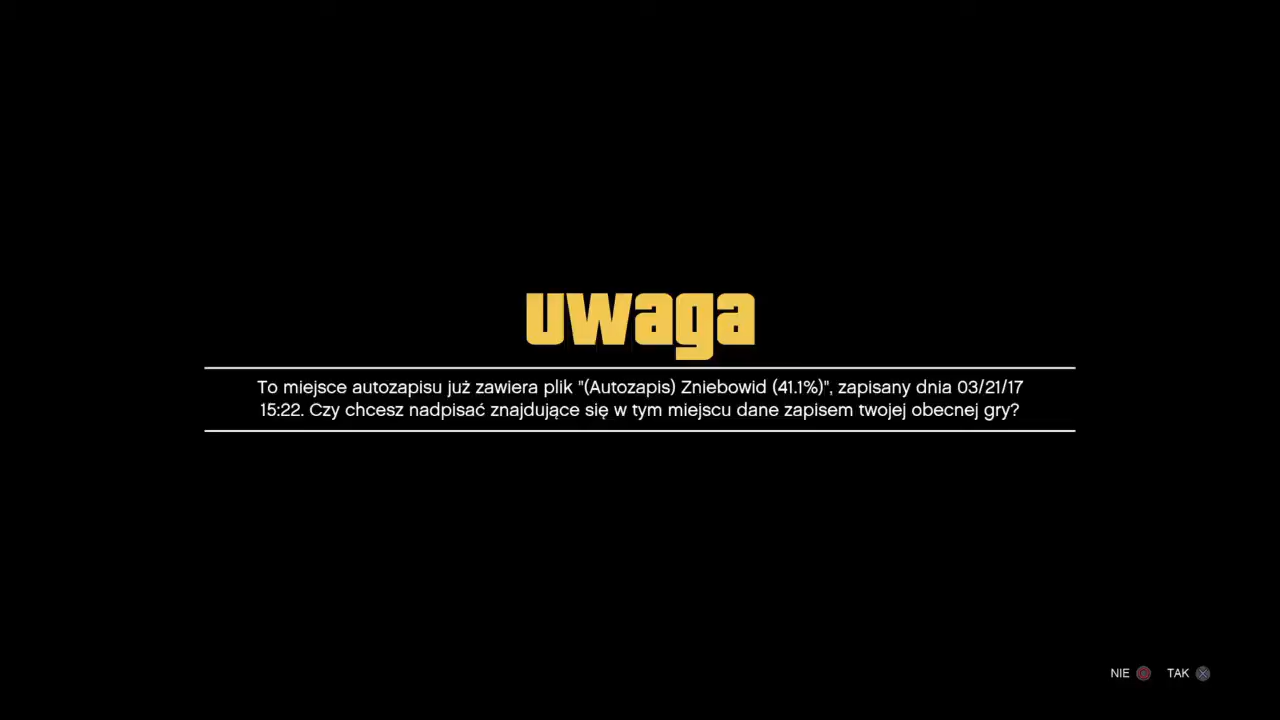 uwaga
To miejsce autozapisu już zawiera plik "(Autozapis) Zniebowid (41.1%)", zapisany dnia 03/21/17
15:22. Czy chcesz nadpisać znajdujące się w tym miejscu dane zapisem twojej obecnej gry?
NIE TAK